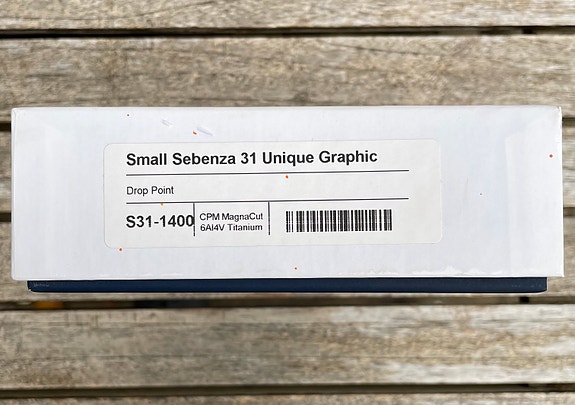 Small Sebenza 31 Unique Graphic
Drop Point
S31-1400
CPM MagnaCut
6Al4V Titanium